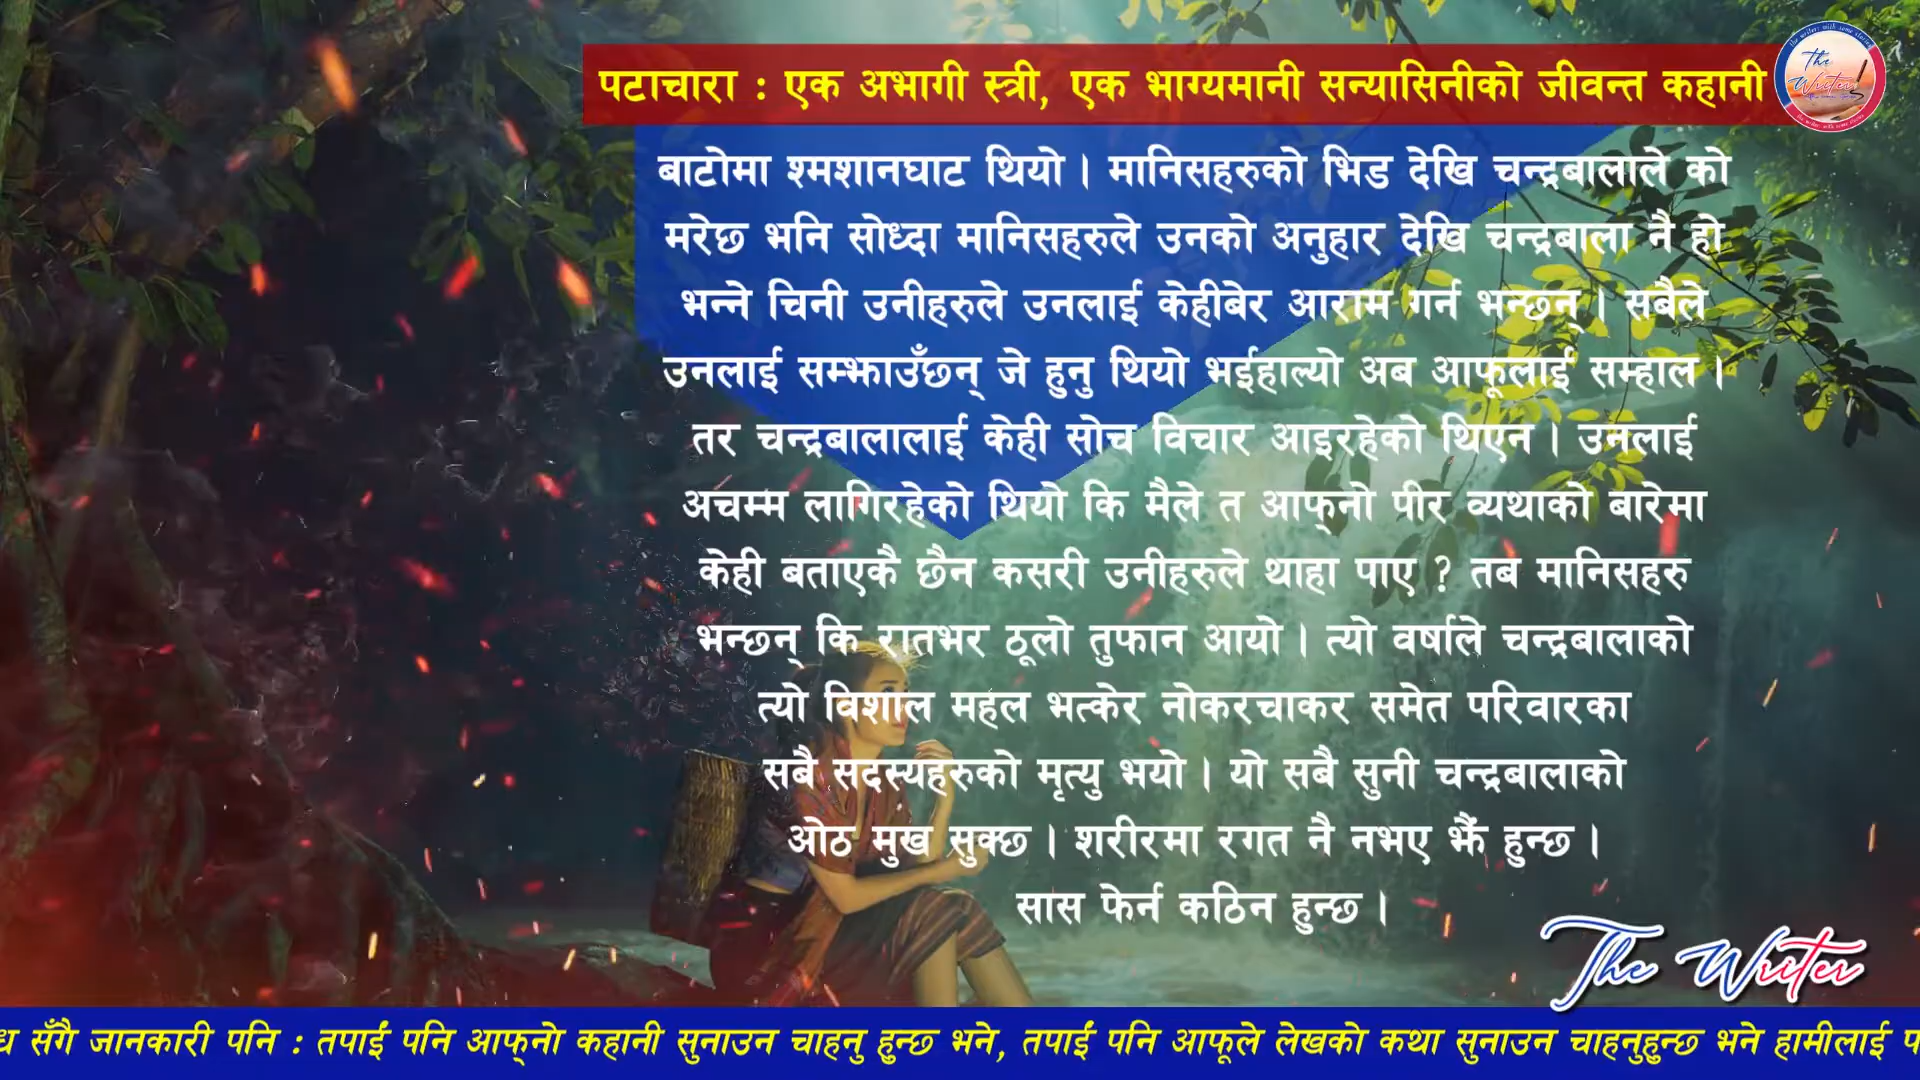 पटाचारा : एक अभागी स्त्री, एक भाग्यमानी सन्यासिनीको जीवन्त कहानी
The Writer
बाटोमा श्मशानघाट थियो । मानिसहरुको भिड देखि चन्द्रबालाले को
मरेछ भनि सोध्दा मानिसहरुले उनको अनुहार देखि चन्द्रबाला नै हो
भन्ने चिनी उनीहरुले उनलाई केहीबेर आराम गर्न भन्छन् । सबैले
उनलाई सम्झाउँछन् जे हुनु थियो भईहाल्यो अब आफूलाई सम्हाल ।
तर चन्द्रबालालाई केही सोच विचार आइरहेको थिएन । उनलाई
अचम्म लागिरहेको थियो कि मैले त आफ्नो पीर व्यथाको बारेमा
केही बताएकै छैन कसरी उनीहरुले थाहा पाए ? तब मानिसहरु
भन्छन् कि रातभर ठूलो तुफान आयो । त्यो वर्षाले चन्द्रबालाको
त्यो विशाल महल भत्केर नोकरचाकर समेत परिवारका
सबै सदस्यहरुको मृत्यु भयो । यो सबै सुनी चन्द्रबालाको
ओठ मुख सुक्छ । शरीरमा रगत नै नभए झैं हुन्छ ।
सास फेर्न कठिन हुन्छ ।
The Writer
सँगै जानकारी पनि : तपाईं पनि आफ्नो कहानी सुनाउन चाहनु हुन्छ भने, तपाईं पनि आफूले लेखको कथा सुनाउन चाहनुहुन्छ भने हामीलाई